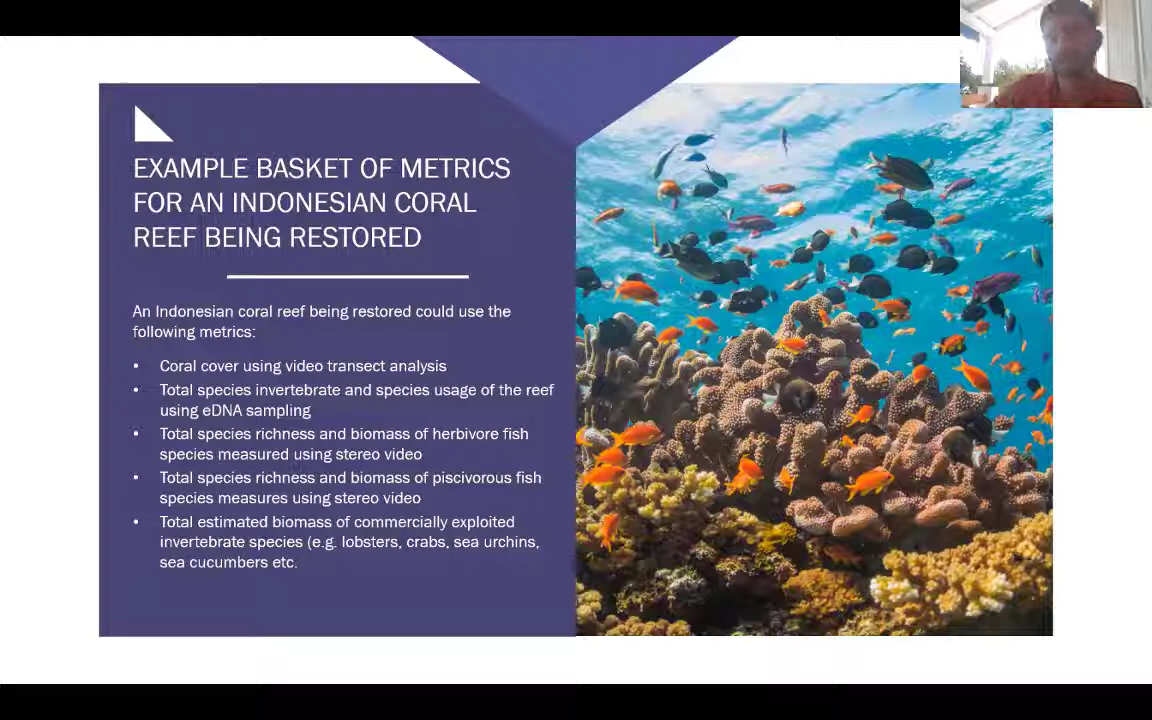 EXAMPLE BASKET OF METRICS
FOR AN INDONESIAN CORAL
REEF BEING RESTORED
An Indonesian coral reef being restored could use the
following metrics:
• Coral cover using video transect analysis
• Total species invertebrate and species usage of the reef
using eDNA sampling
• Total species richness and biomass of herbivore fish
species measured using stereo video
• Total species richness and biomass of piscivorous fish
species measures using stereo video
• Total estimated biomass of commercially exploited
invertebrate species (e.g. lobsters, crabs, sea urchins,
sea cucumbers etc.